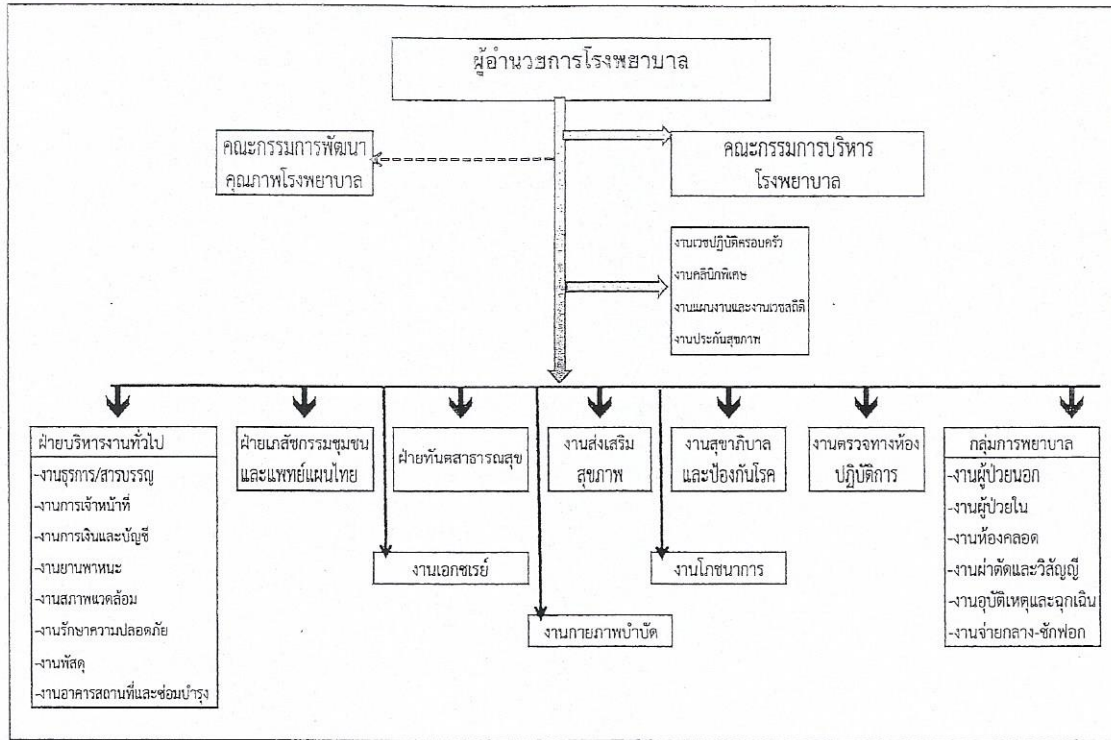 ผู้อำนวยการโรงพยาบาล
คณะกรรมการพัฒนา
คุณภาพโรงพยาบาล
คณะกรรมการบริหาร
โรงพยาบาล
งานเวชปฏิบัติครอบครัว
งานคลินิกพิเศษ
งานแผนงานและงานเวชสถิติ
งานประกันสุขภาพ
ฝ่ายบริหารงานทั่วไป
-งานธุรการ/สารบรรญ
-งานการเจ้าหน้าที่
-งานการเงินและบัญชี
-งานยานพาหนะ
-งานสภาพแวดล้อม
-งานรักษาความปลอดภัย
-งานพัสดุ
-งานอาคารสถานที่และซ่อมบำรุง
ฝ่ายเภสัชกรรมชุมชน
และแพทย์แผนไทย
ฝ่ายทันตสาธารณสุข
งานส่งเสริม
สุขภาพ
งานสุขาภิบาล
และป้องกันโรค
งานตรวจทางห้อง
ปฏิบัติการ
กลุ่มการพยาบาล
-งานผู้ป่วยนอก
-งานผู้ป่วยใน
-งานห้องคลอด
-งานผ่าตัดและวิสัญญี
-งานอุบัติเหตุและฉุกเฉิน
-งานจ่ายกลาง-ซักฟอก
งานเอกซเรย์
งานโภชนาการ
งานกายภาพบำบัด